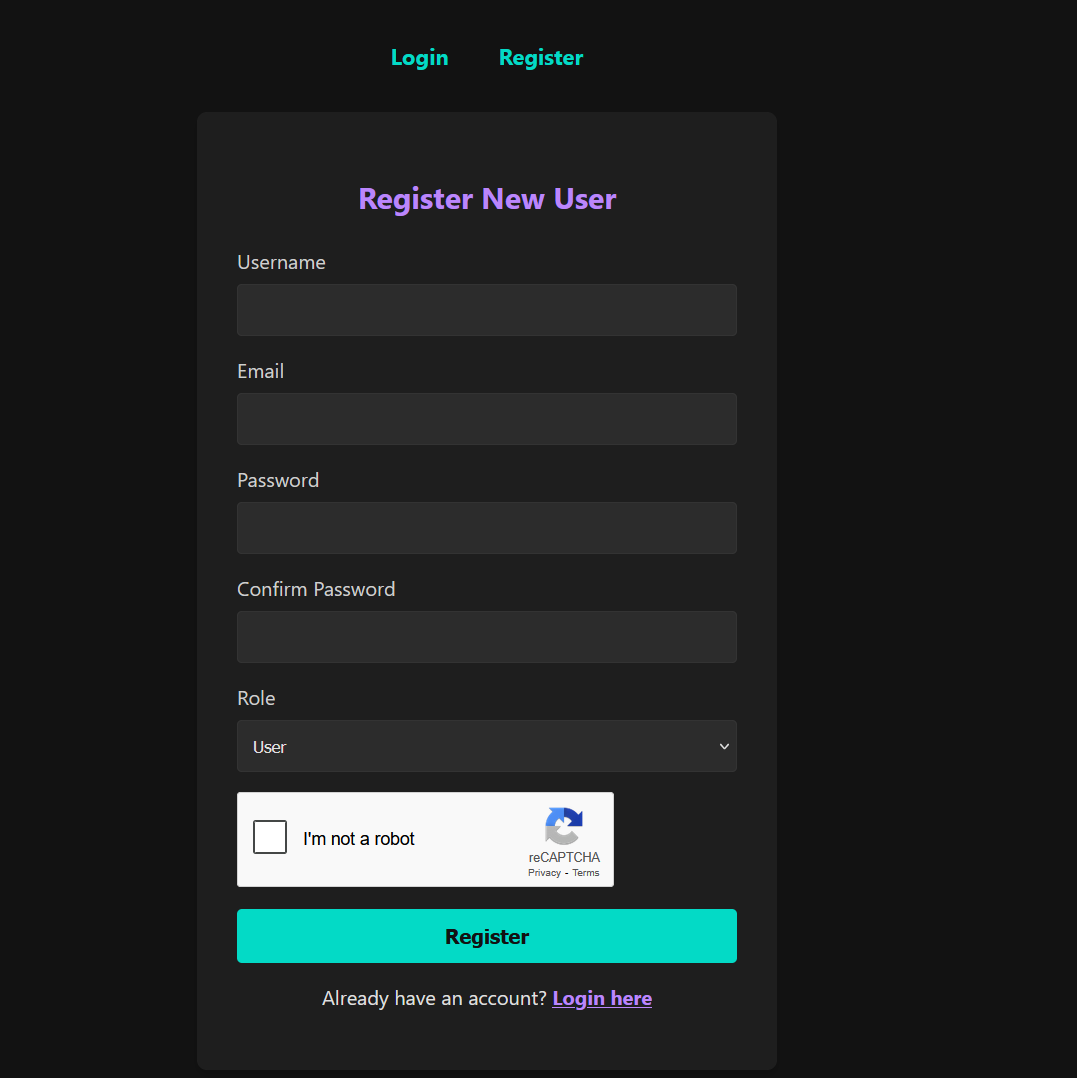 Login Register
Register New User
Username
Email
Password
Confirm Password
Role
User
I'm not a robot
reCAPTCHA
Privacy - Terms
Register
Already have an account? Login here